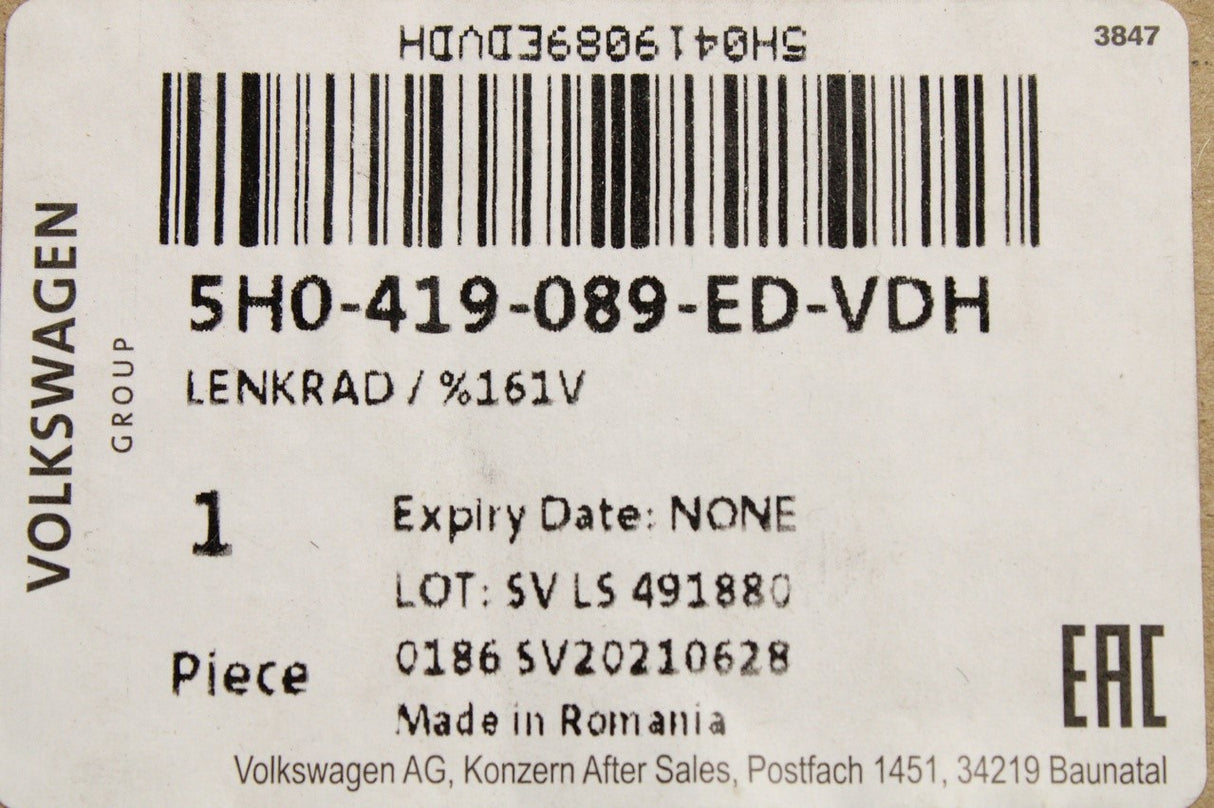 5H0419089EDVDH
3847
VOLKSWAGEN
GROUP
5H0-419-089-ED-VDH
LENKRAD / %161V
1
Expiry Date: NONE
LOT: SV LS 491880
Piece
0186 SV20210628
Made in Romania
EAC
Volkswagen AG, Konzern After Sales, Postfach 1451, 34219 Baunatal